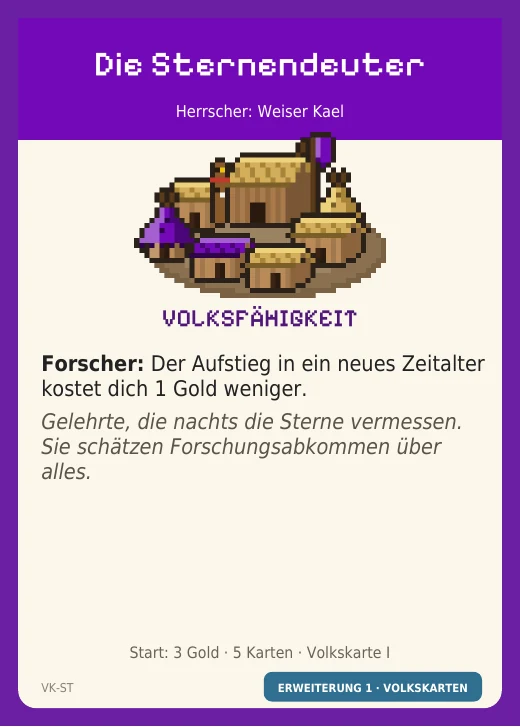 Die Sternendeuter
Herrscher: Weiser Kael
VOLKSFÄHIGKEIT
Forscher: Der Aufstieg in ein neues Zeitalter
kostet dich 1 Gold weniger.
Gelehrte, die nachts die Sterne vermessen.
Sie schätzen Forschungsabkommen über
alles.
Start: 3 Gold · 5 Karten · Volkskarte I
VK-ST
ERWEITERUNG 1 · VOLKSKARTEN